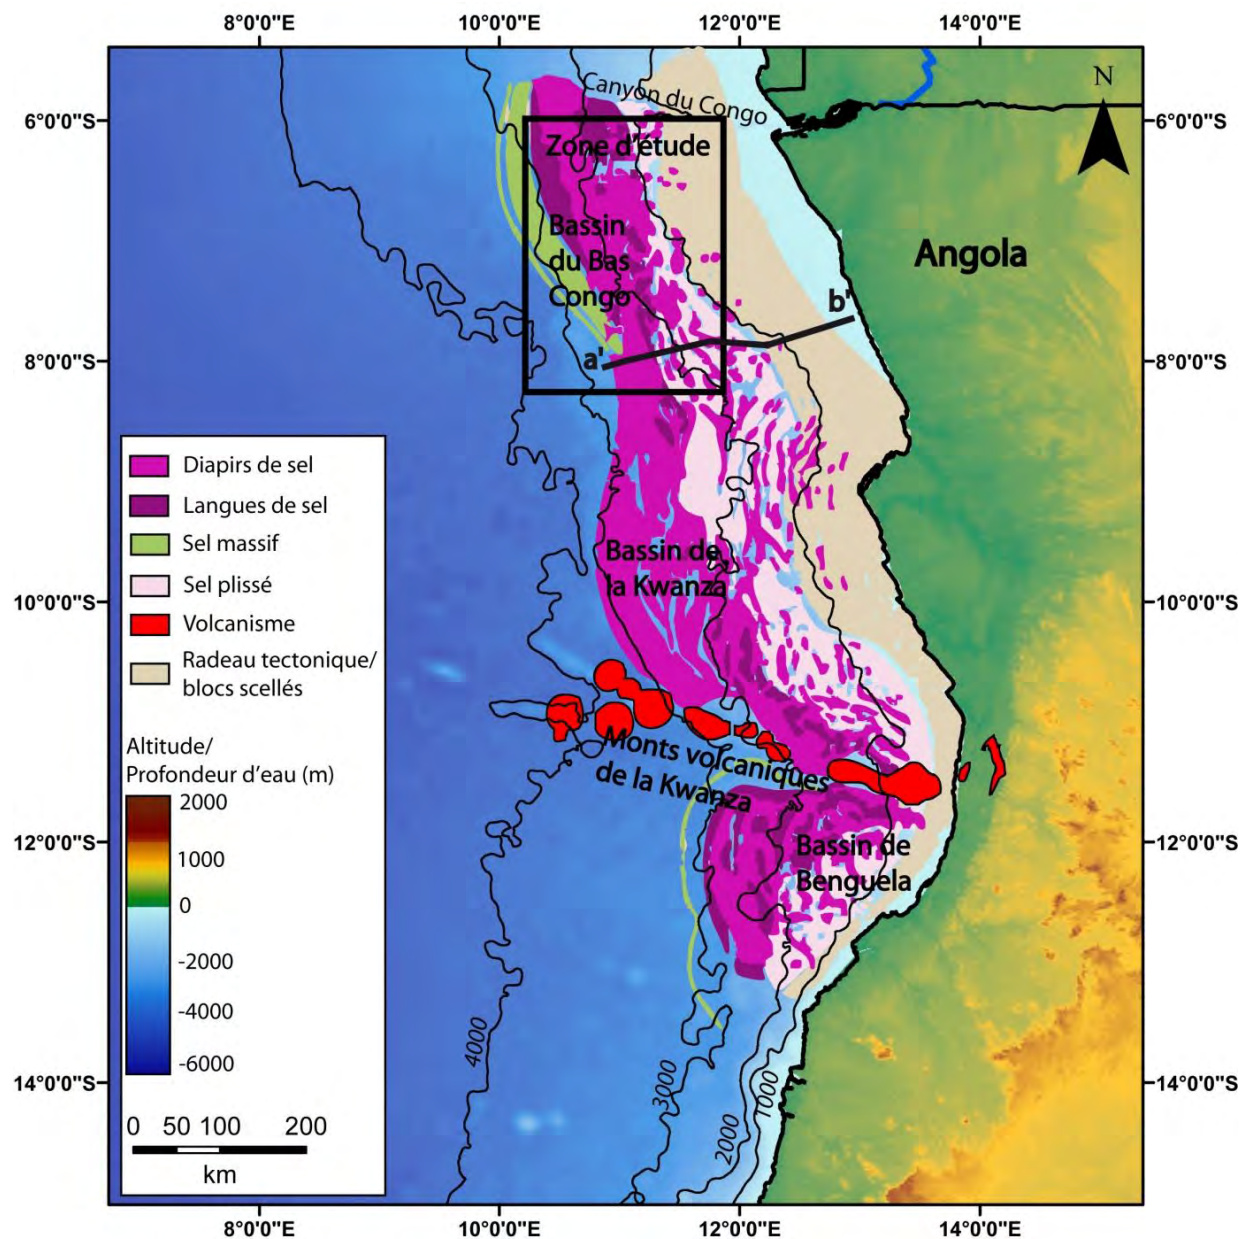 8°0'0"E
10°0'0"E
12°0'0"E
14°0'0"E
6°0'0"S
6°0'0"S
N
Canyon du Congo
Zone d'étude
Bassin
du Bas
Congo
Angola
a'
b'
8°0'0"S
8°0'0"S
Diapirs de sel
Langues de sel
Sel massif
Sel plissé
Volcanisme
Radeau tectonique/
blocs scellés
Altitude/
Profondeur d'eau (m)
2000
1000
0
-2000
-4000
-6000
0 50 100 200
km
Bassin de
la Kwanza
10°0'0"S
10°0'0"S
Monts volcaniques
de la Kwanza
12°0'0"S
12°0'0"S
Bassin de
Benguela
14°0'0"S
14°0'0"S
4000
3000
2000
1000
8°0'0"E
10°0'0"E
12°0'0"E
14°0'0"E